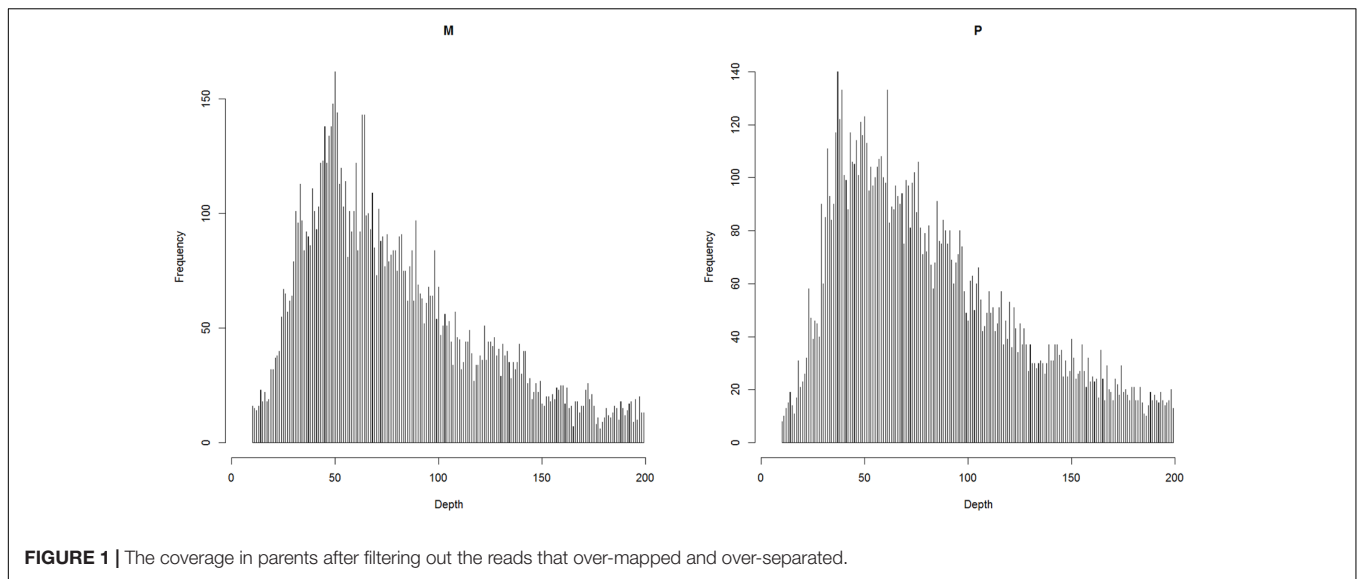 M
150
100
50
0
Frequency
0 50 100 150 200
Depth
P
140
120
100
80
60
40
20
0
Frequency
0 50 100 150 200
Depth
FIGURE 1 | The coverage in parents after filtering out the reads that over-mapped and over-separated.